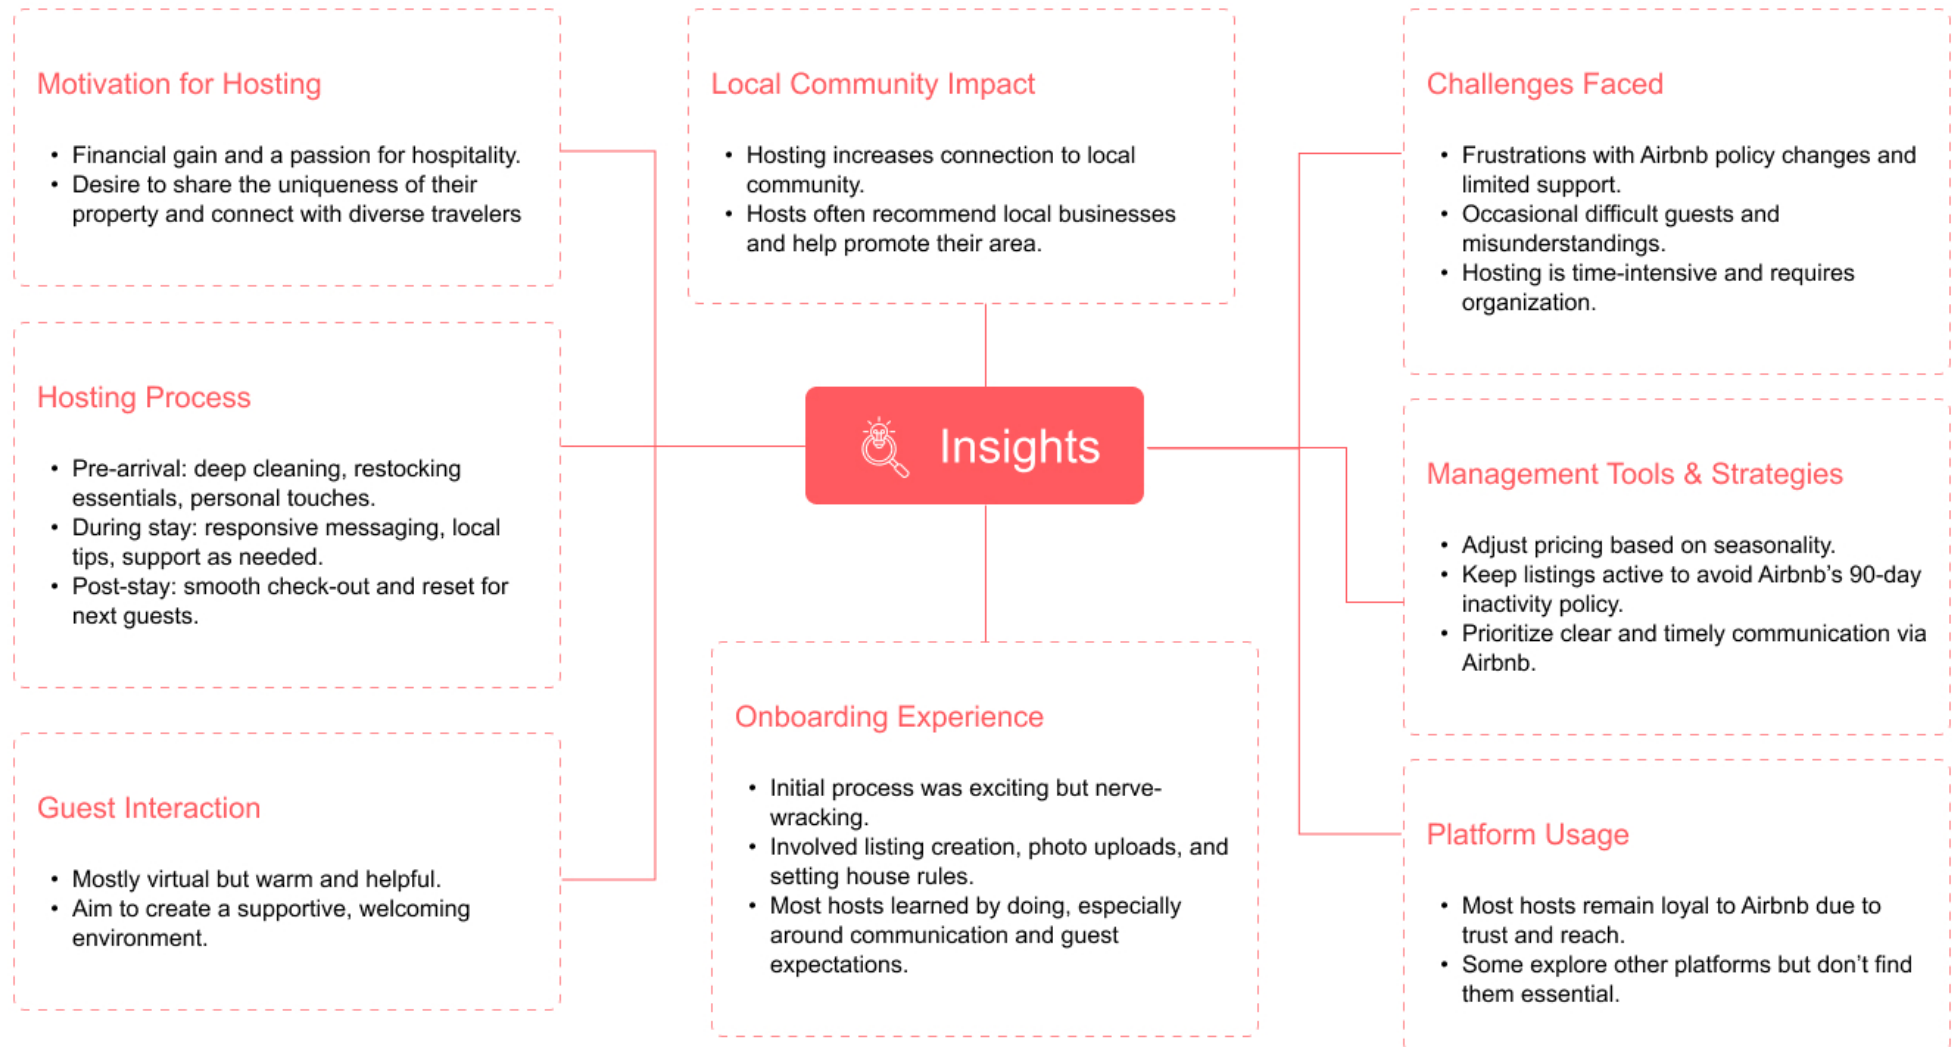 Motivation for Hosting
• Financial gain and a passion for hospitality.
• Desire to share the uniqueness of their
property and connect with diverse travelers
Hosting Process
• Pre-arrival: deep cleaning, restocking
essentials, personal touches.
• During stay: responsive messaging, local
tips, support as needed.
• Post-stay: smooth check-out and reset for
next guests.
Guest Interaction
• Mostly virtual but warm and helpful.
• Aim to create a supportive, welcoming
environment.
Local Community Impact
• Hosting increases connection to local
community.
• Hosts often recommend local businesses
and help promote their area.
Insights
Onboarding Experience
• Initial process was exciting but nerve-
wracking.
• Involved listing creation, photo uploads, and
setting house rules.
• Most hosts learned by doing, especially
around communication and guest
expectations.
Challenges Faced
• Frustrations with Airbnb policy changes and
limited support.
• Occasional difficult guests and
misunderstandings.
• Hosting is time-intensive and requires
organization.
Management Tools & Strategies
• Adjust pricing based on seasonality.
• Keep listings active to avoid Airbnb’s 90-day
inactivity policy.
• Prioritize clear and timely communication via
Airbnb.
Platform Usage
• Most hosts remain loyal to Airbnb due to
trust and reach.
• Some explore other platforms but don’t find
them essential.